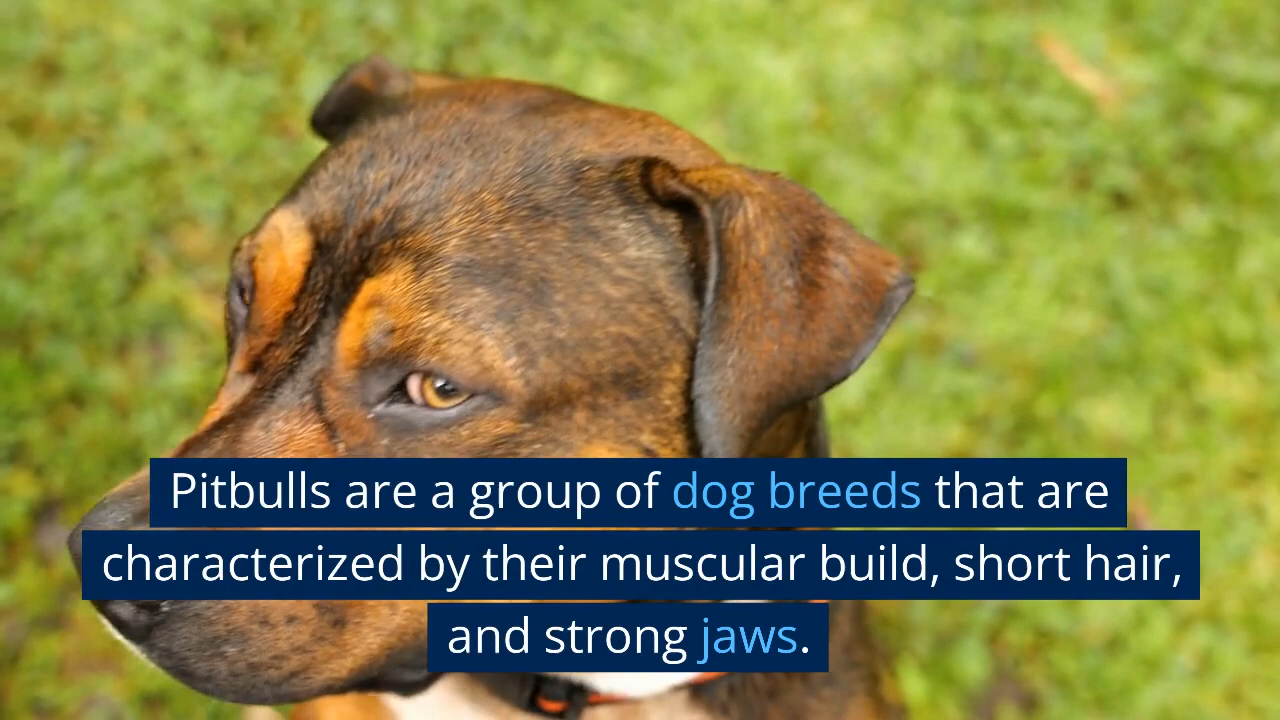 Pitbulls are a group of dog breeds that are
characterized by their muscular build, short hair,
and strong jaws.